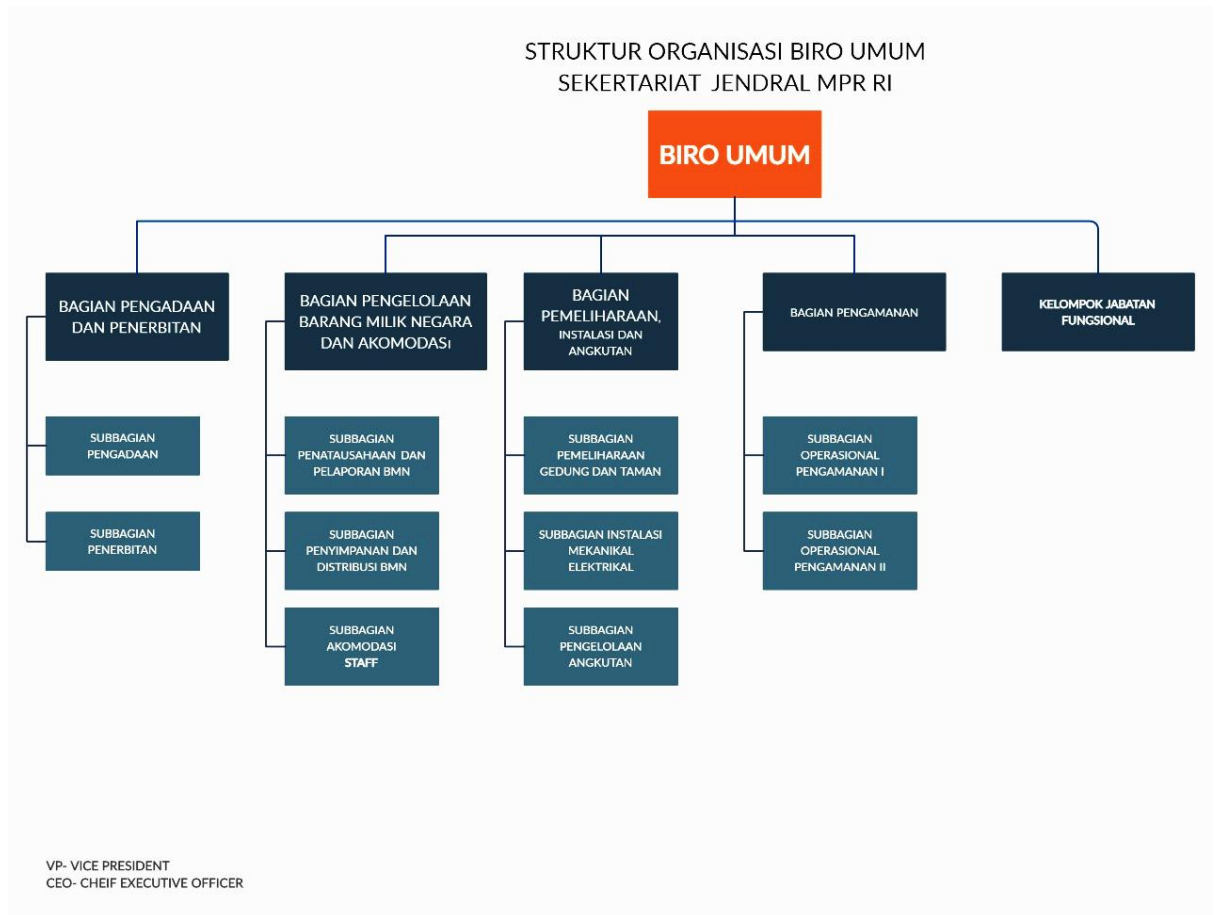 STRUKTUR ORGANISASI BIRO UMUM
SEKERTARIAT JENDRAL MPR RI
BIRO UMUM
BAGIAN PENGADAAN
DAN PENERBITAN
BAGIAN PENGELOLAAN
BARANG MILIK NEGARA
DAN AKOMODASI
BAGIAN
PEMELIHARAAN,
INSTALASI DAN
ANGKUTAN
BAGIAN PENGAMANAN
KELOMPOK JABATAN
FUNGSIONAL
SUBBAGIAN
PENGADAAN
SUBBAGIAN
PENERBITAN
SUBBAGIAN
PENATAUSAHAAN DAN
PELAPORAN BMN
SUBBAGIAN
PENYIMPANAN DAN
DISTRIBUSI BMN
SUBBAGIAN
AKOMODASI
STAFF
SUBBAGIAN
PEMELIHARAAN
GEDUNG DAN TAMAN
SUBBAGIAN INSTALASI
MEKANIKAL
ELEKTRIKAL
SUBBAGIAN
PENGELOLAAN
ANGKUTAN
SUBBAGIAN
OPERASIONAL
PENGAMANAN I
SUBBAGIAN
OPERASIONAL
PENGAMANAN II
VP- VICE PRESIDENT
CEO- CHEIF EXECUTIVE OFFICER